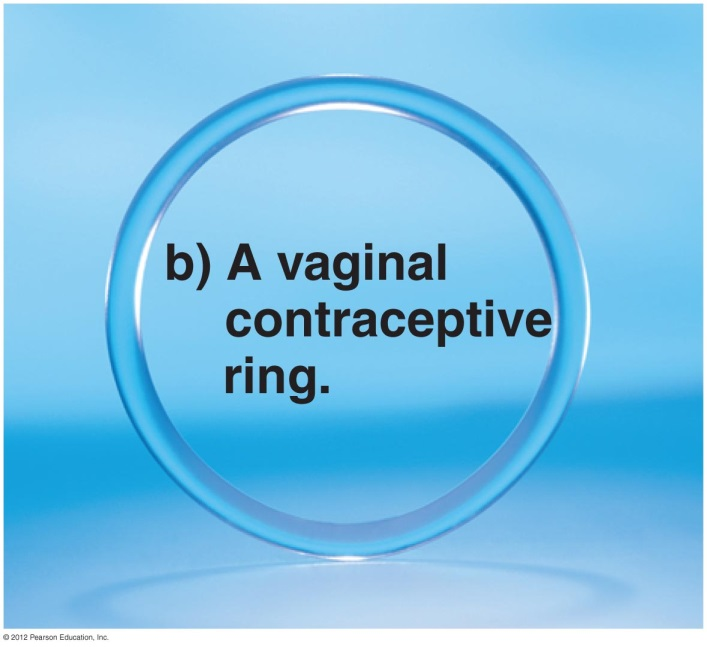 b) A vaginal
contraceptive
ring.
© 2012 Pearson Education, Inc.